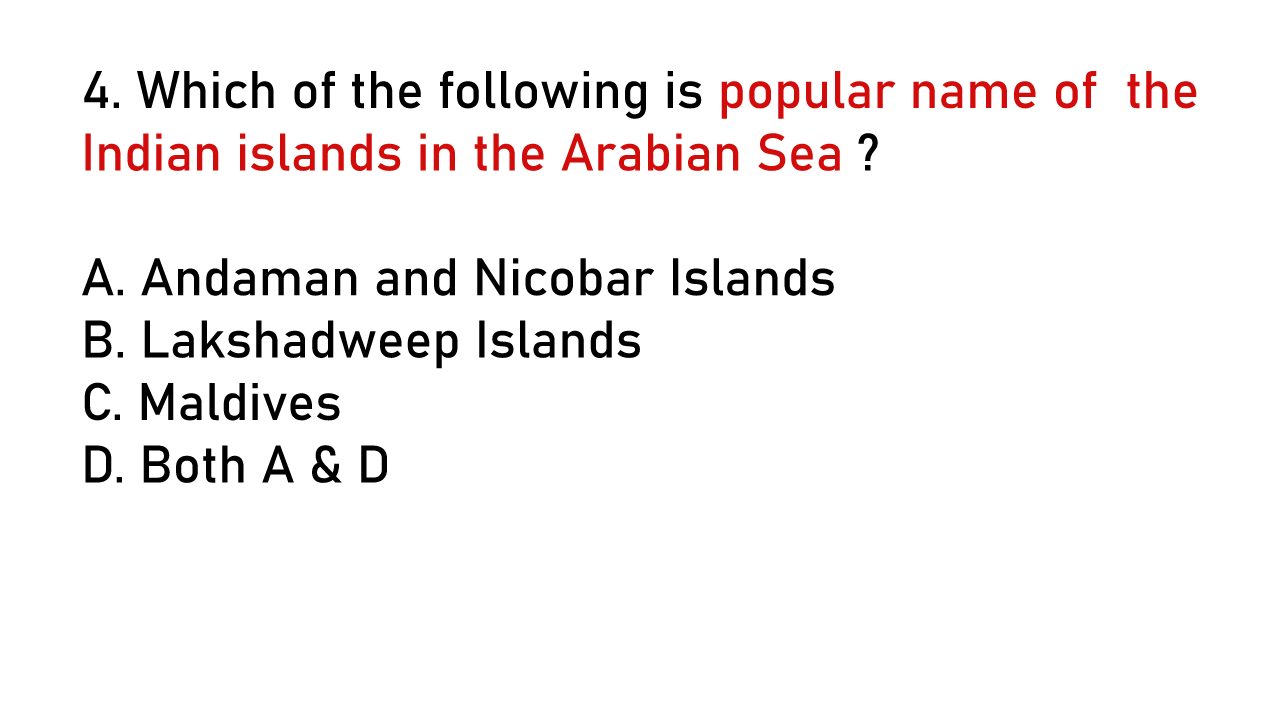 4. Which of the following is popular name of  the
Indian islands in the Arabian Sea ?
A. Andaman and Nicobar Islands
B. Lakshadweep Islands
C. Maldives
D. Both A & D